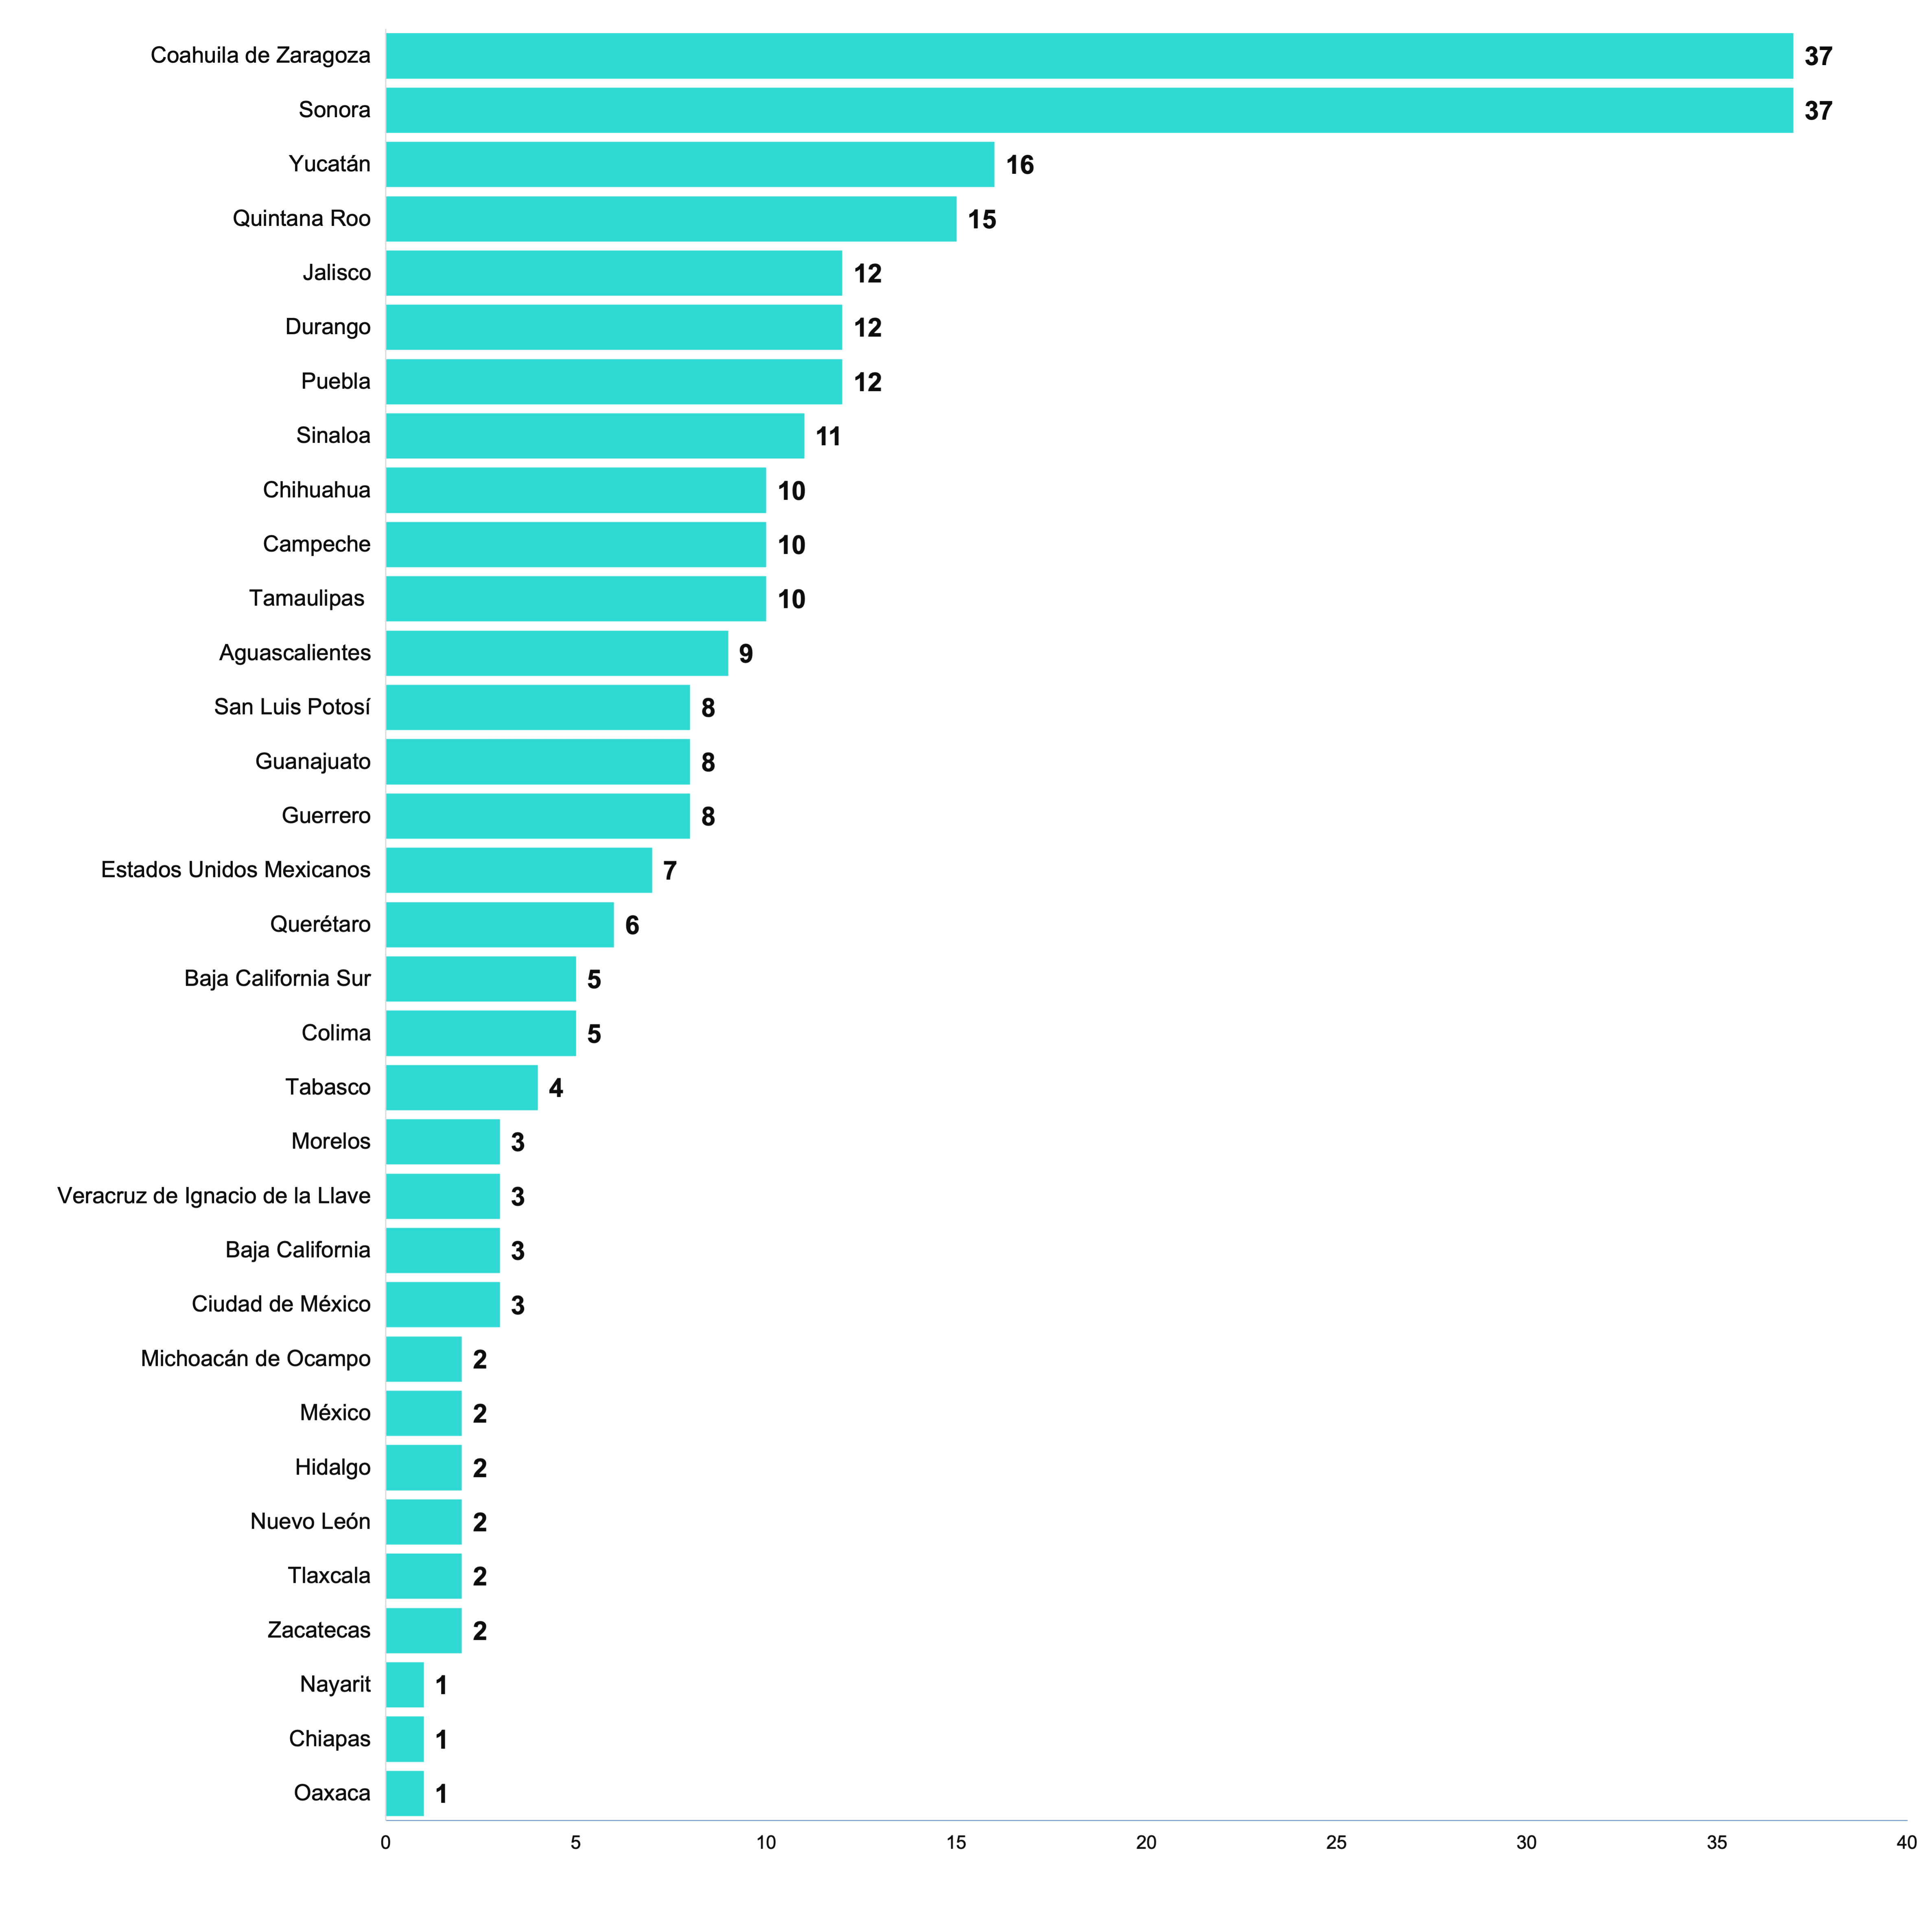 Coahuila de Zaragoza 37
Sonora 37
Yucatán 16
Quintana Roo 15
Jalisco 12
Durango 12
Puebla 12
Sinaloa 11
Chihuahua 10
Campeche 10
Tamaulipas 10
Aguascalientes 9
San Luis Potosí 8
Guanajuato 8
Guerrero 8
Estados Unidos Mexicanos 7
Querétaro 6
Baja California Sur 5
Colima 5
Tabasco 4
Morelos 3
Veracruz de Ignacio de la Llave 3
Baja California 3
Ciudad de México 3
Michoacán de Ocampo 2
México 2
Hidalgo 2
Nuevo León 2
Tlaxcala 2
Zacatecas 2
Nayarit 1
Chiapas 1
Oaxaca 1
0 5 10 15 20 25 30 35 40